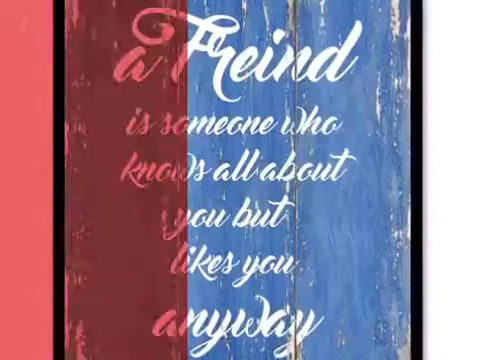 a Freind
is someone who
knows all about
you but
likes you
anyway